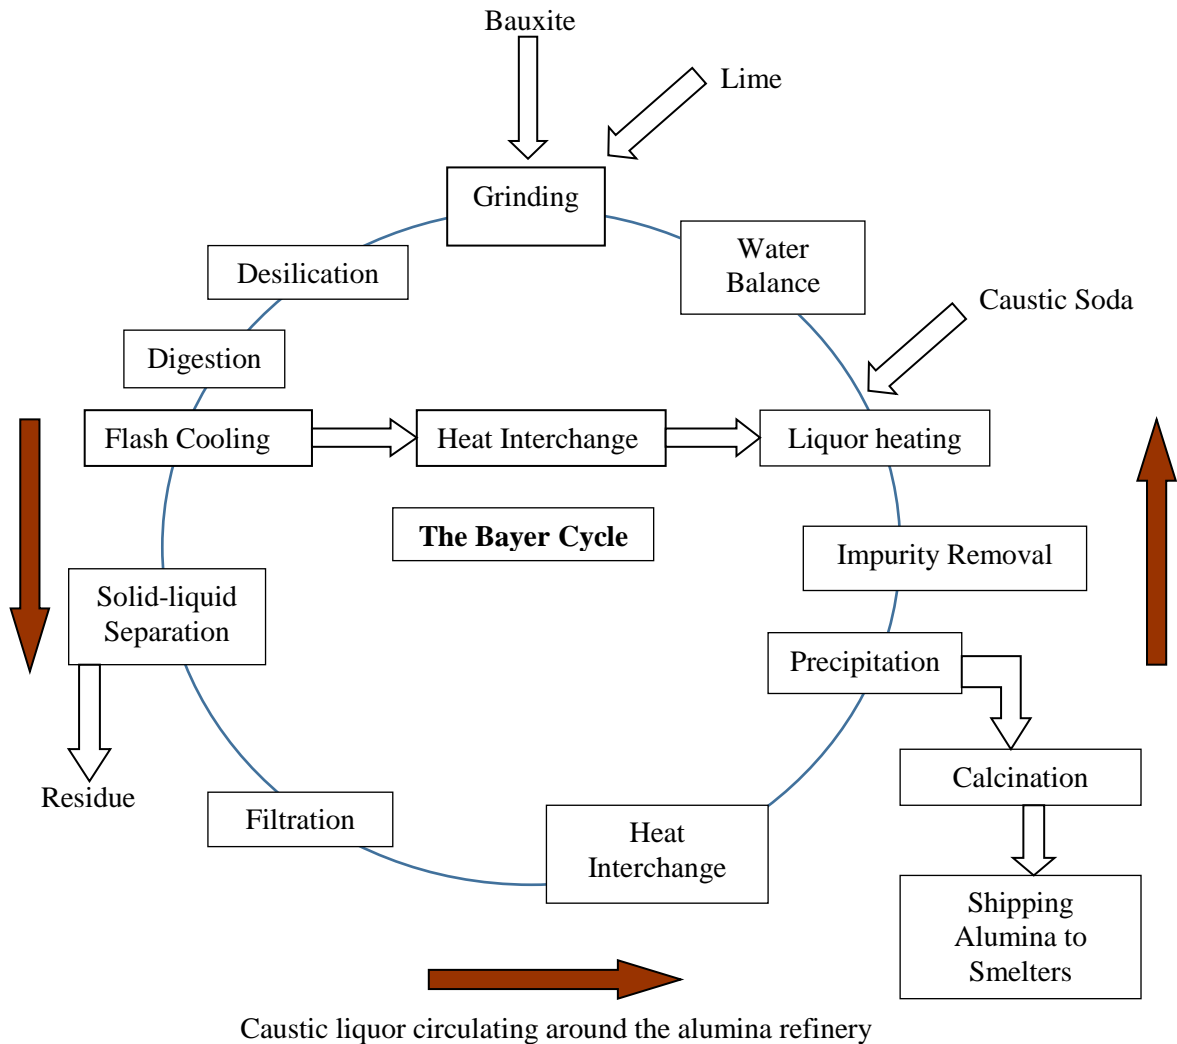 Bauxite
Lime
Grinding
Water
Balance
Desilication
Caustic Soda
Digestion
Flash Cooling
Heat Interchange
Liquor heating
The Bayer Cycle
Impurity Removal
Solid-liquid
Separation
Precipitation
Calcination
Residue
Filtration
Heat
Interchange
Shipping
Alumina to
Smelters
Caustic liquor circulating around the alumina refinery